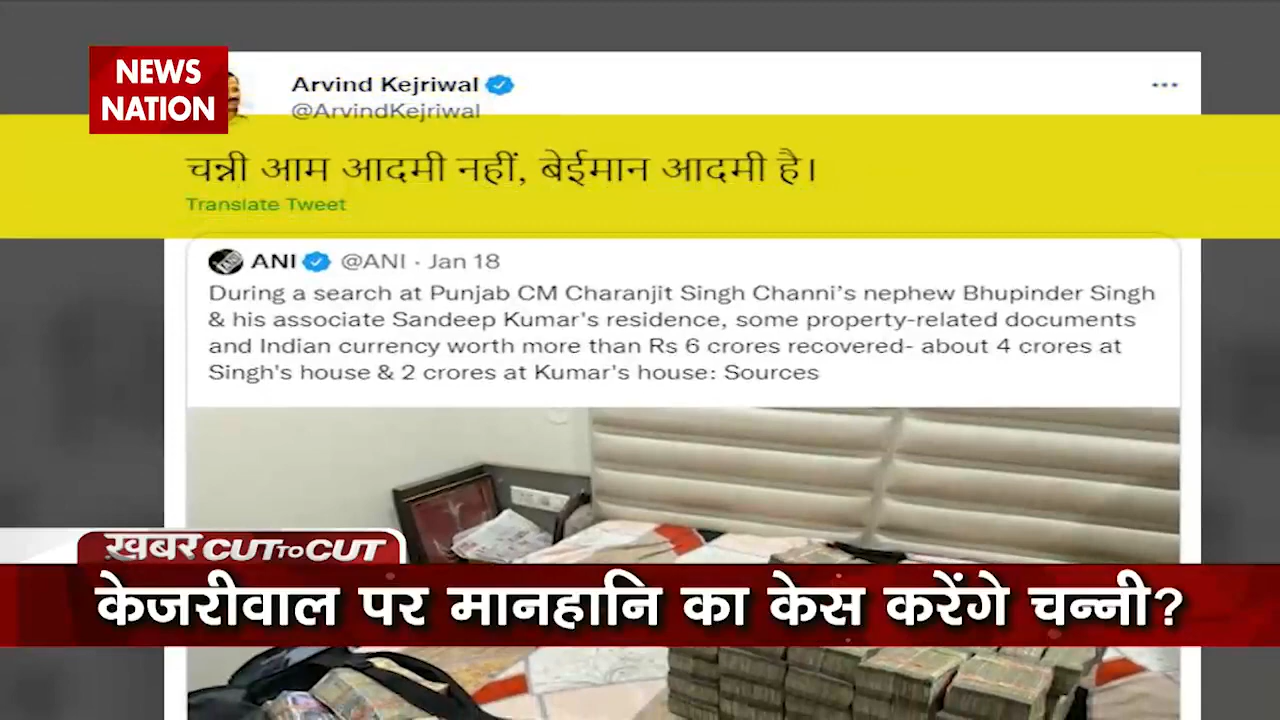 NEWS
NATION
Arvind Kejriwal
@ArvindKejriwal
चन्नी आम आदमी नहीं, बेईमान आदमी है।
Translate Tweet
ANI @ANI · Jan 18
During a search at Punjab CM Charanjit Singh Channi's nephew Bhupinder Singh
& his associate Sandeep Kumar's residence, some property-related documents
and Indian currency worth more than Rs 6 crores recovered- about 4 crores at
Singh's house & 2 crores at Kumar's house: Sources
ख़बर CUT TO CUT
केजरीवाल पर मानहानि का केस करेंगे चन्नी?